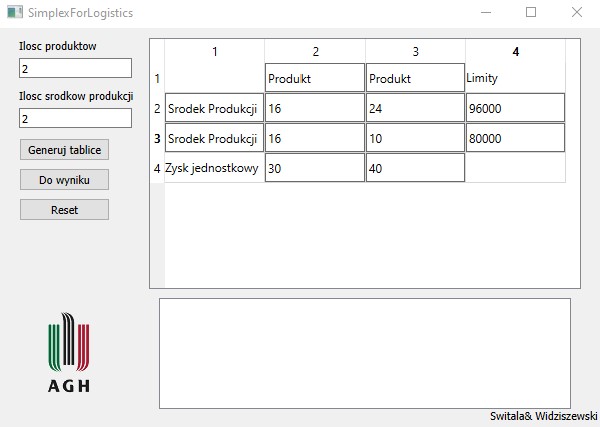 SimplexForLogistics
Ilosc produktow
2
Ilosc srodkow produkcji
2
Generuj tablice
Do wyniku
Reset
1 2 3 4
1 Produkt Produkt Limity
2 Srodek Produkcji 16 24 96000
3 Srodek Produkcji 16 10 80000
4 Zysk jednostkowy 30 40
AGH
Switala& Widziszewski